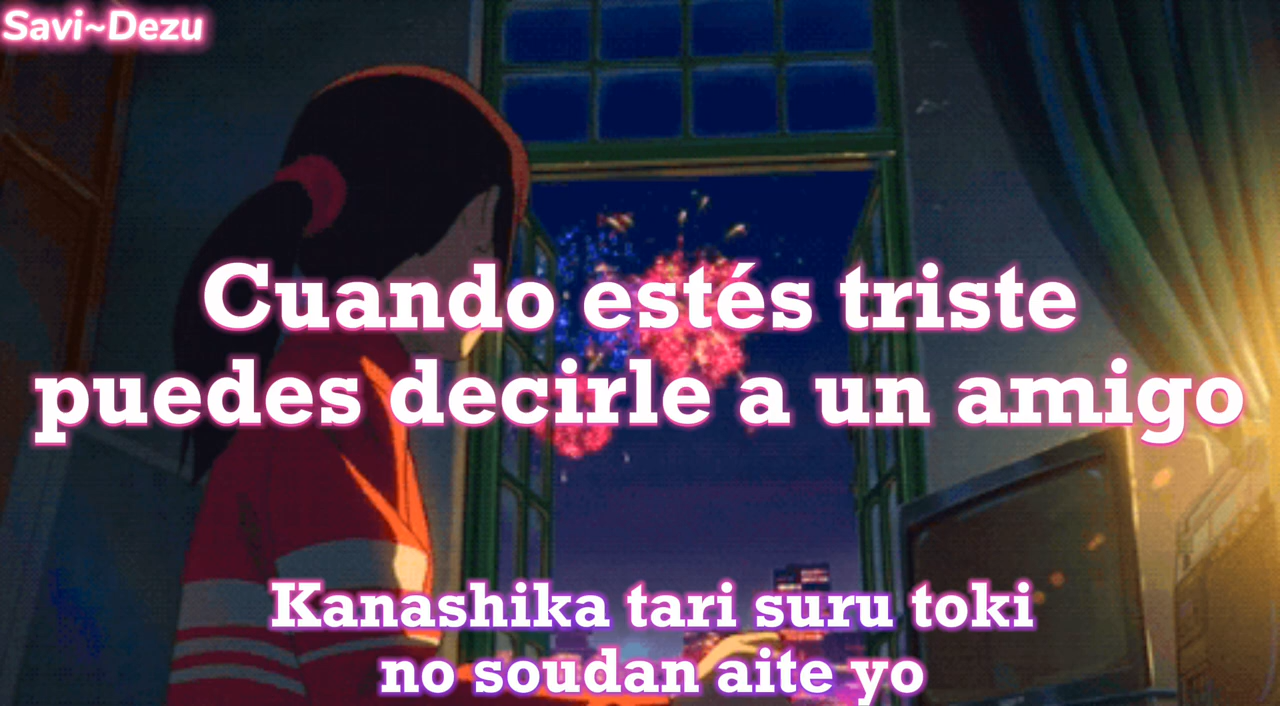 Savi~Dezu
Cuando estés triste
puedes decirle a un amigo
Kanashika tari suru toki
no soudan aite yo